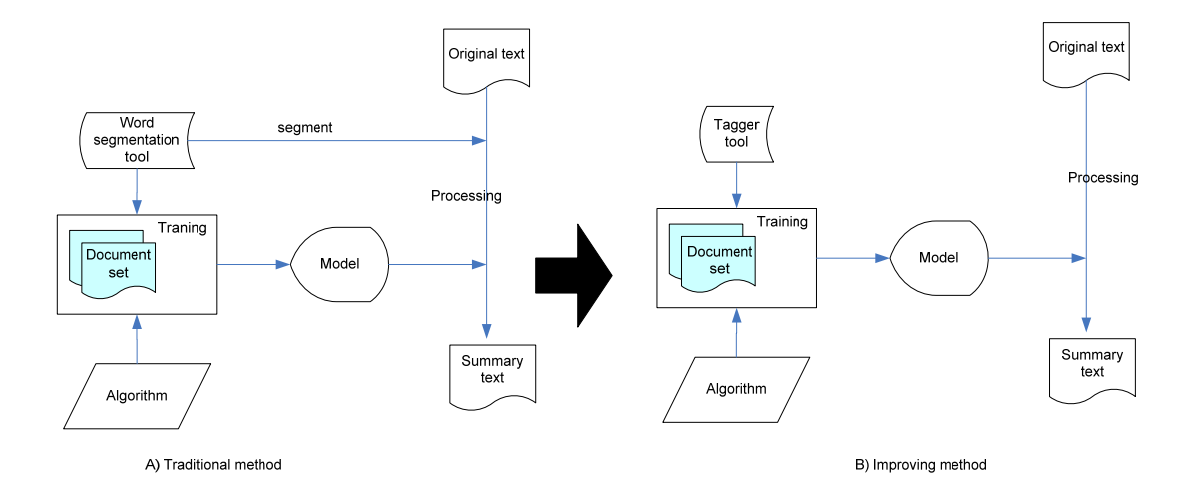 Original text
Word
segmentation
tool
segment
Processing
Traning
Document
set
Model
Summary
text
Algorithm
A) Traditional method
Original text
Tagger
tool
Processing
Training
Document
set
Model
Summary
text
Algorithm
B) Improving method